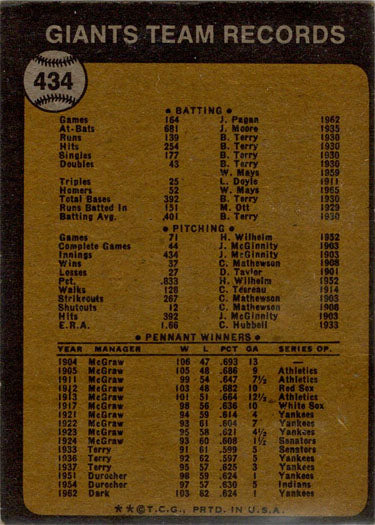 GIANTS TEAM RECORDS
434
• BATTING •
Games 164 J. Pagan 1962
At-Bats 681 J. Moore 1935
Runs 139 B. Terry 1930
Hits 254 B. Terry 1930
Singles 177 B. Terry 1930
Doubles 43 B. Terry 1930
W. Mays 1959
Triples 25 L. Doyle 1911
Homers 52 W. Mays 1965
Total Bases 392 B. Terry 1930
Runs Batted In 151 M. Ott 1929
Batting Avg. .401 B. Terry 1930
• PITCHING •
Games 71 H. Wilhelm 1952
Complete Games 44 J. McGinnity 1903
Innings 434 J. McGinnity 1903
Wins 37 C. Mathewson 1908
Losses 27 D. Taylor 1901
Pct. .833 H. Wilhelm 1952
Walks 128 C. Tesreau 1914
Strikeouts 267 C. Mathewson 1903
Shutouts 12 C. Mathewson 1908
Hits 392 J. McGinnity 1903
E.R.A. 1.66 C. Hubbell 1933
• PENNANT WINNERS •
YEAR MANAGER W L PCT GA SERIES OP.
1904 McGraw 106 47 .693 13 —
1905 McGraw 105 48 .686 9 Athletics
1911 McGraw 99 54 .647 7½ Athletics
1912 McGraw 103 48 .682 10 Red Sox
1913 McGraw 101 51 .664 12½ Athletics
1917 McGraw 98 56 .636 10 White Sox
1921 McGraw 94 59 .614 4 Yankees
1922 McGraw 93 61 .604 7 Yankees
1923 McGraw 95 58 .621 4½ Yankees
1924 McGraw 93 60 .608 1½ Senators
1933 Terry 91 61 .599 5 Senators
1936 Terry 92 62 .597 5 Yankees
1937 Terry 95 57 .625 3 Yankees
1951 Durocher 98 59 .624 1 Yankees
1954 Durocher 97 57 .630 5 Indians
1962 Dark 103 62 .624 1 Yankees
**© T.C.G., PRTD. IN U.S.A.